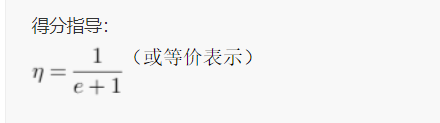 得分指导：
η = 1/(e + 1)（或等价表示）